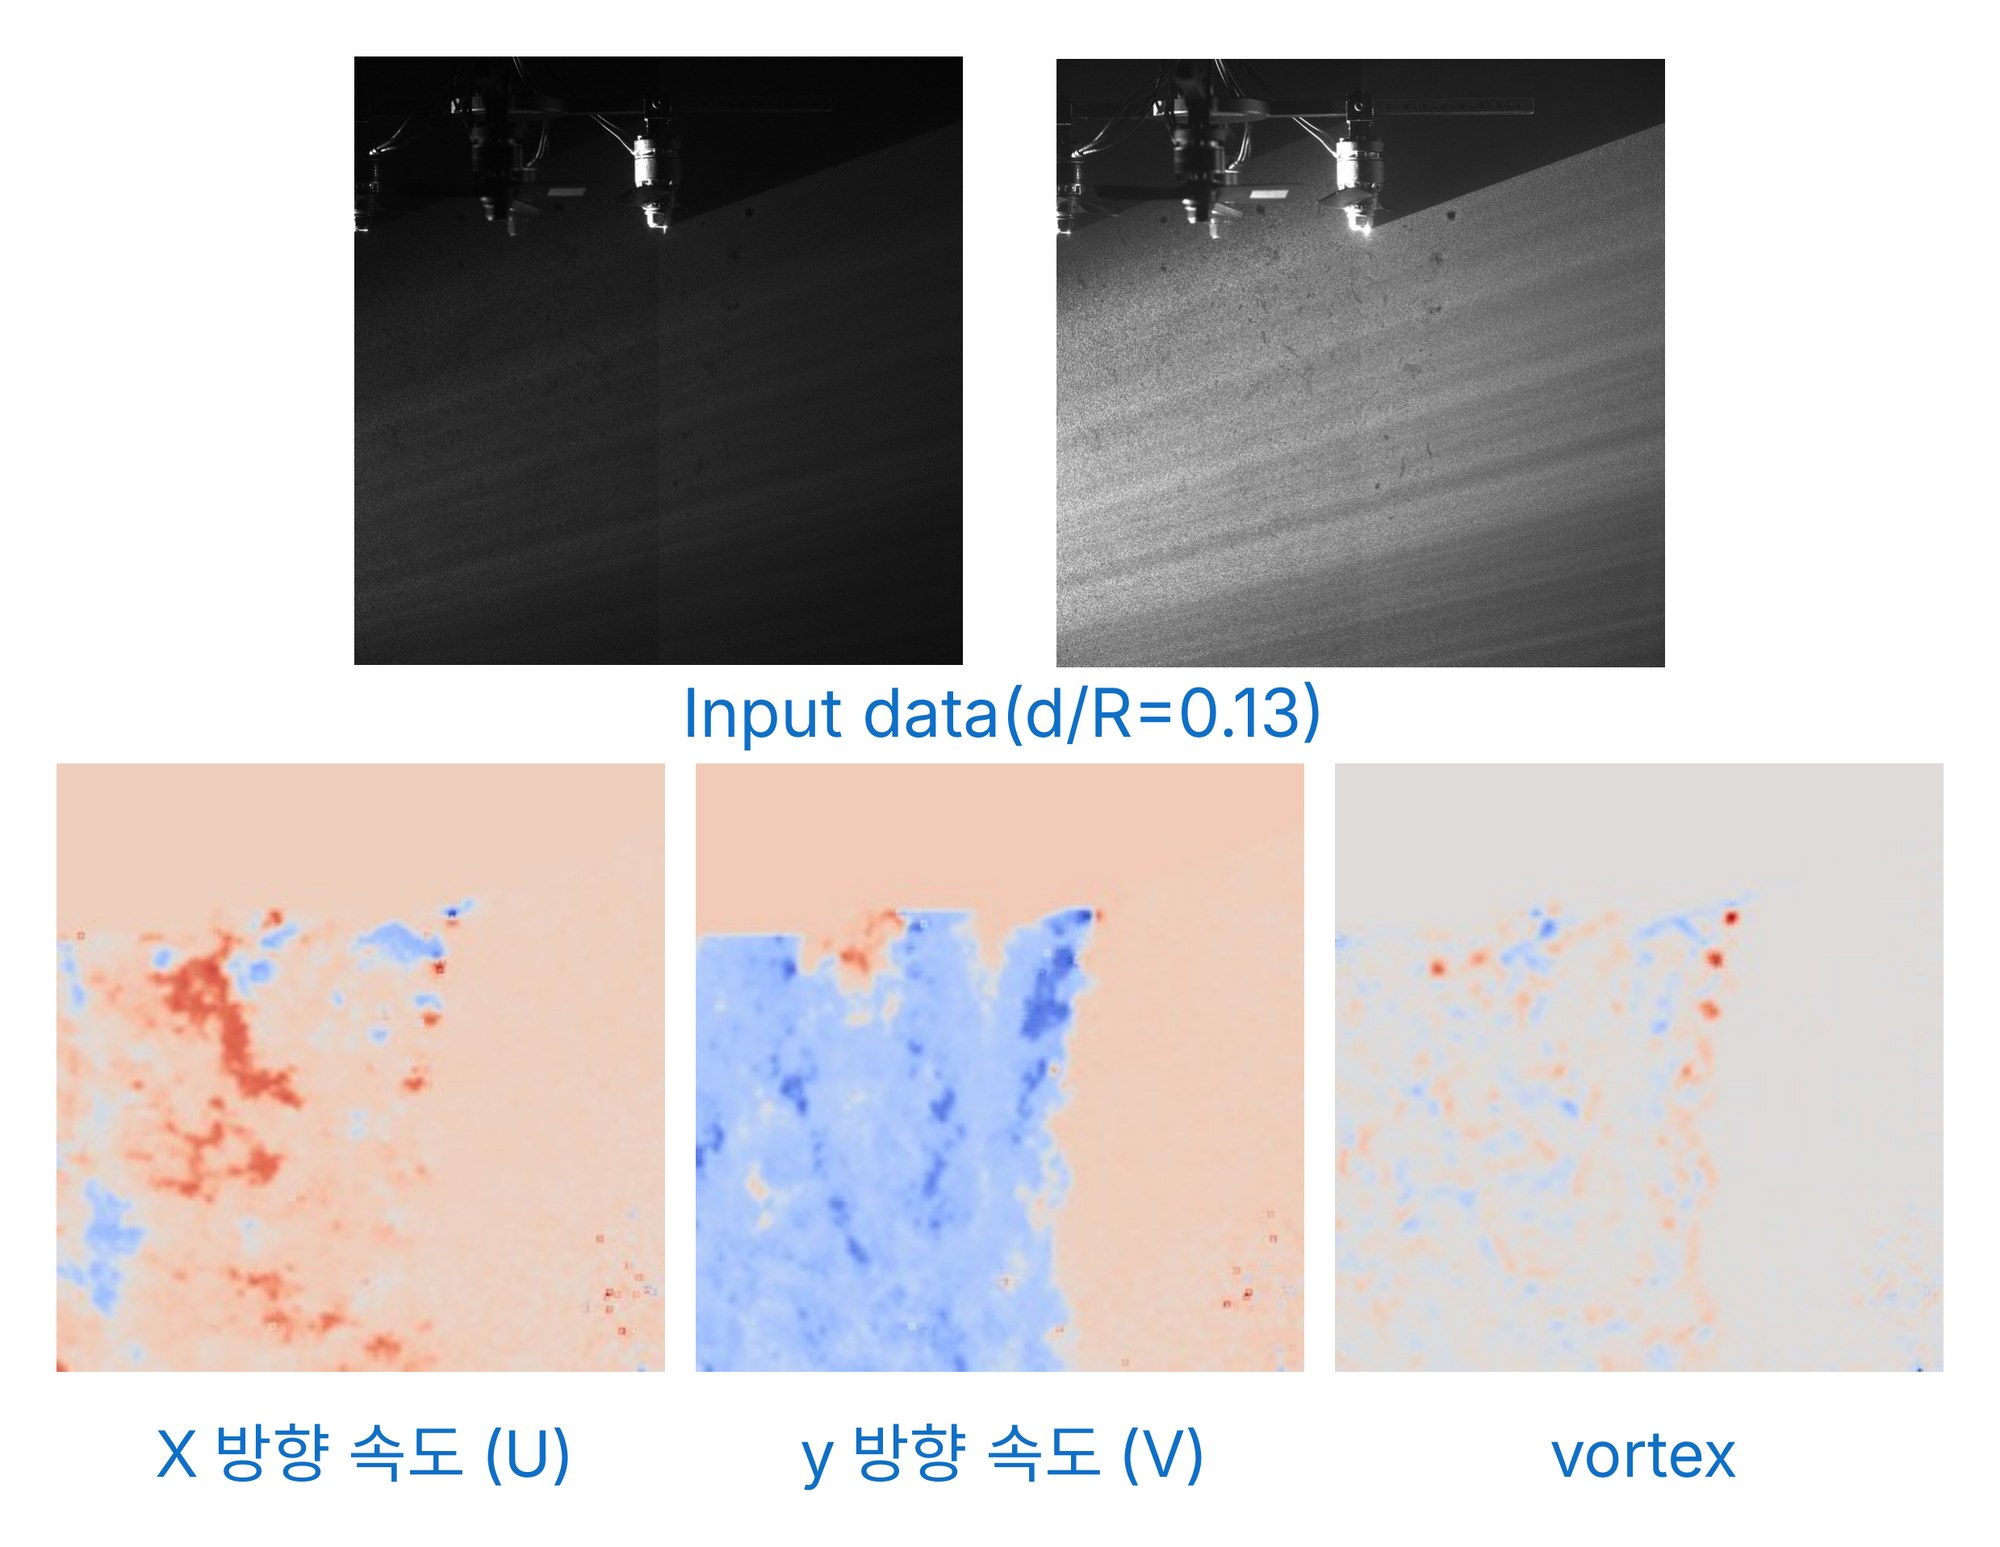 Input data(d/R=0.13)
X 방향 속도 (U)
y 방향 속도 (V)
vortex